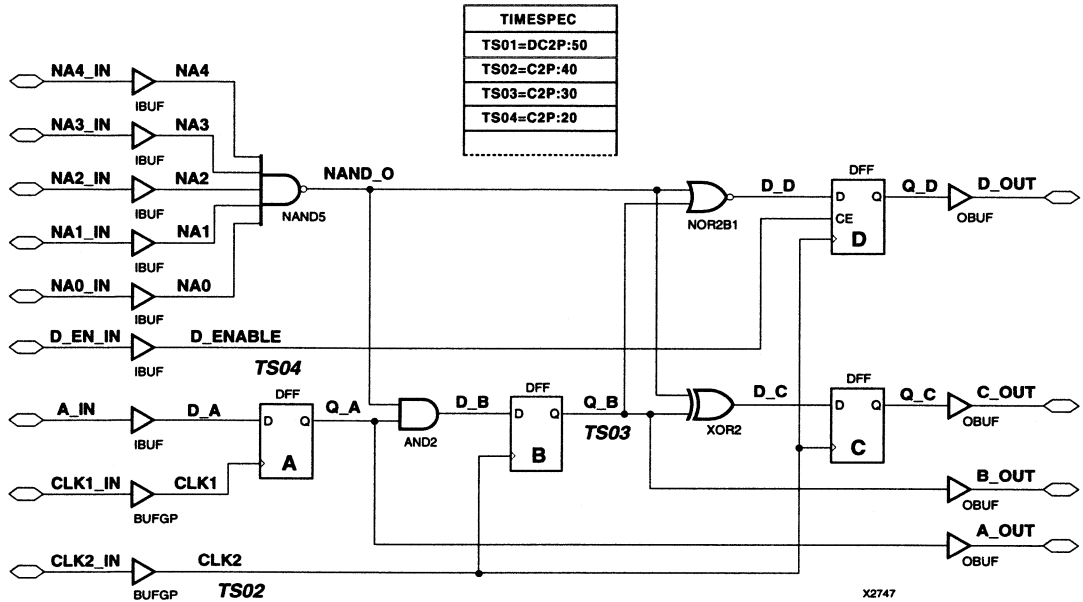 TIMESPEC
TS01=DC2P:50
TS02=C2P:40
TS03=C2P:30
TS04=C2P:20
NA4_IN
NA4
IBUF
NA3_IN
NA3
IBUF
NA2_IN
NA2
IBUF
NA1_IN
NA1
IBUF
NA0_IN
NA0
IBUF
NAND5
NAND_O
NOR2B1
D_D
DFF
D
Q
CE
D
Q_D
OBUF
D_OUT
D_EN_IN
D_ENABLE
IBUF
TS04
A_IN
D_A
IBUF
DFF
D
Q
A
Q_A
AND2
D_B
DFF
D
Q
B
Q_B
TS03
XOR2
D_C
DFF
D
Q
C
Q_C
OBUF
C_OUT
CLK1_IN
CLK1
BUFGP
B_OUT
OBUF
A_OUT
OBUF
CLK2_IN
CLK2
BUFGP
TS02
X2747